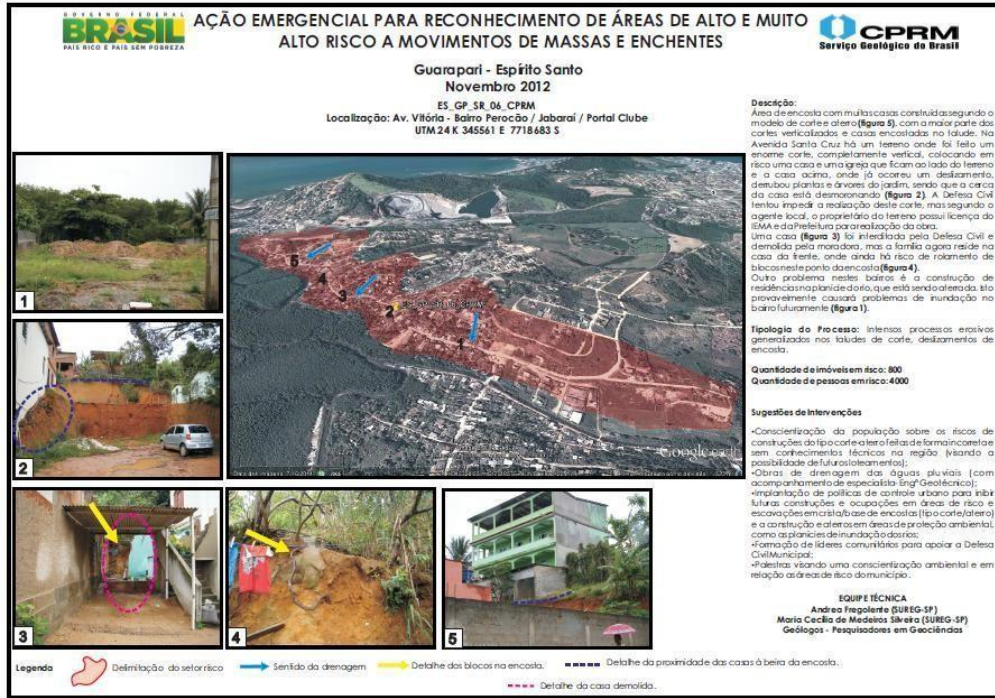 GOVERNO FEDERAL
BRASIL
PAÍS RICO É PAÍS SEM POBREZA
AÇÃO EMERGENCIAL PARA RECONHECIMENTO DE ÁREAS DE ALTO E MUITO
ALTO RISCO A MOVIMENTOS DE MASSAS E ENCHENTES
CPRM
Serviço Geológico do Brasil
Guarapari - Espírito Santo
Novembro 2012
ES_GP_SR_06_CPRM
Localização: Av. Vitória - Bairro Perocão / Jabaraí / Portal Clube
UTM 24 K 345561 E 7718683 S
Descrição:
Área de encosta com muitas casas construídas segundo o
modelo de corte e aterro (figura 5), com a maior parte dos
cortes verticalizados e casas encostadas no talude. Na
Avenida Santa Cruz há um terreno onde foi feito um
enorme corte, completamente vertical, colocando em
risco uma casa e uma igreja que ficam ao lado do terreno
e a casa acima, onde já ocorreu um deslizamento,
derrubou plantas e árvores do jardim, sendo que a cerca
da casa está desmoronando (figura 2). A Defesa Civil
tentou impedir a realização deste corte, mas segundo o
agente local, o proprietário do terreno possui licença do
IEMA e da Prefeitura para realização da obra.
Uma casa (figura 3) foi interditada pela Defesa Civil e
demolida pela moradora, mas a família agora reside na
casa da frente, onde ainda há risco de rolamento de
blocos neste ponto da encosta (figura 4).
Outro problema nestes bairros é a construção de
residências na planície do rio, que está sendo aterrada. Isto
provavelmente causará problemas de inundação no
bairro futuramente (figura 1).
Tipologia do Processo: Intensos processos erosivos
generalizados nos taludes de corte, deslizamentos de
encosta.
Quantidade de imóveis em risco: 800
Quantidade de pessoas em risco: 4000
Sugestões de Intervenções
•Conscientização da população sobre os riscos de
construções do tipo corte-aterro feitas de forma incorreta e
sem conhecimentos técnicos na região (visando a
possibilidade de futuros loteamentos);
•Obras de drenagem das águas pluviais (com
acompanhamento de especialista- Engº Geotécnico);
•Implantação de políticas de controle urbano para inibir
futuras construções e ocupações em áreas de risco e
escavações em crista/base de encostas (tipo corte/aterro)
e a construção e aterros em áreas de proteção ambiental,
como as planícies de inundação dos rios;
•Formação de líderes comunitários para apoiar a Defesa
Civil Municipal;
•Palestras visando uma conscientização ambiental e em
relação as áreas de risco do município.
EQUIPE TÉCNICA
Andrea Fregolente (SUREG-SP)
Maria Cecília de Medeiros Silveira (SUREG-SP)
Geólogos - Pesquisadores em Geociências
1
2
3
4
5
5
4
3
2
ES_GP_SR_06_CPRM
1
Google earth
Legenda
Delimitação do setor risco
Sentido da drenagem
Detalhe dos blocos na encosta.
Detalhe da proximidade das casas à beira da encosta.
Detalhe da casa demolida.